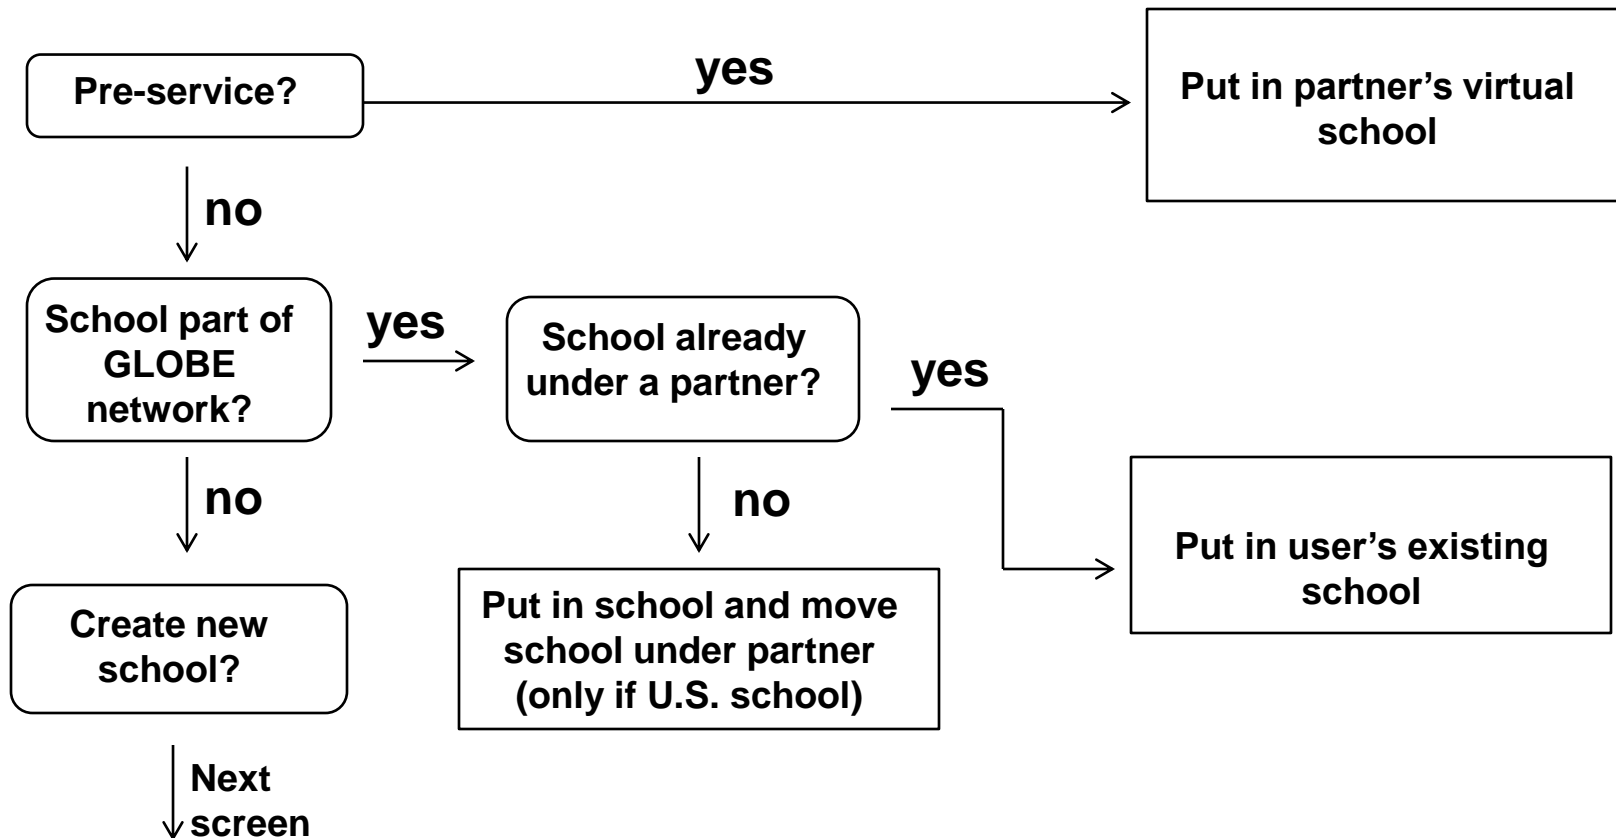 Pre-service?
yes
Put in partner’s virtual
school
no
School part of
GLOBE
network?
yes
School already
under a partner?
yes
no
no
Put in user’s existing
school
Create new
school?
Put in school and move
school under partner
(only if U.S. school)
Next
screen